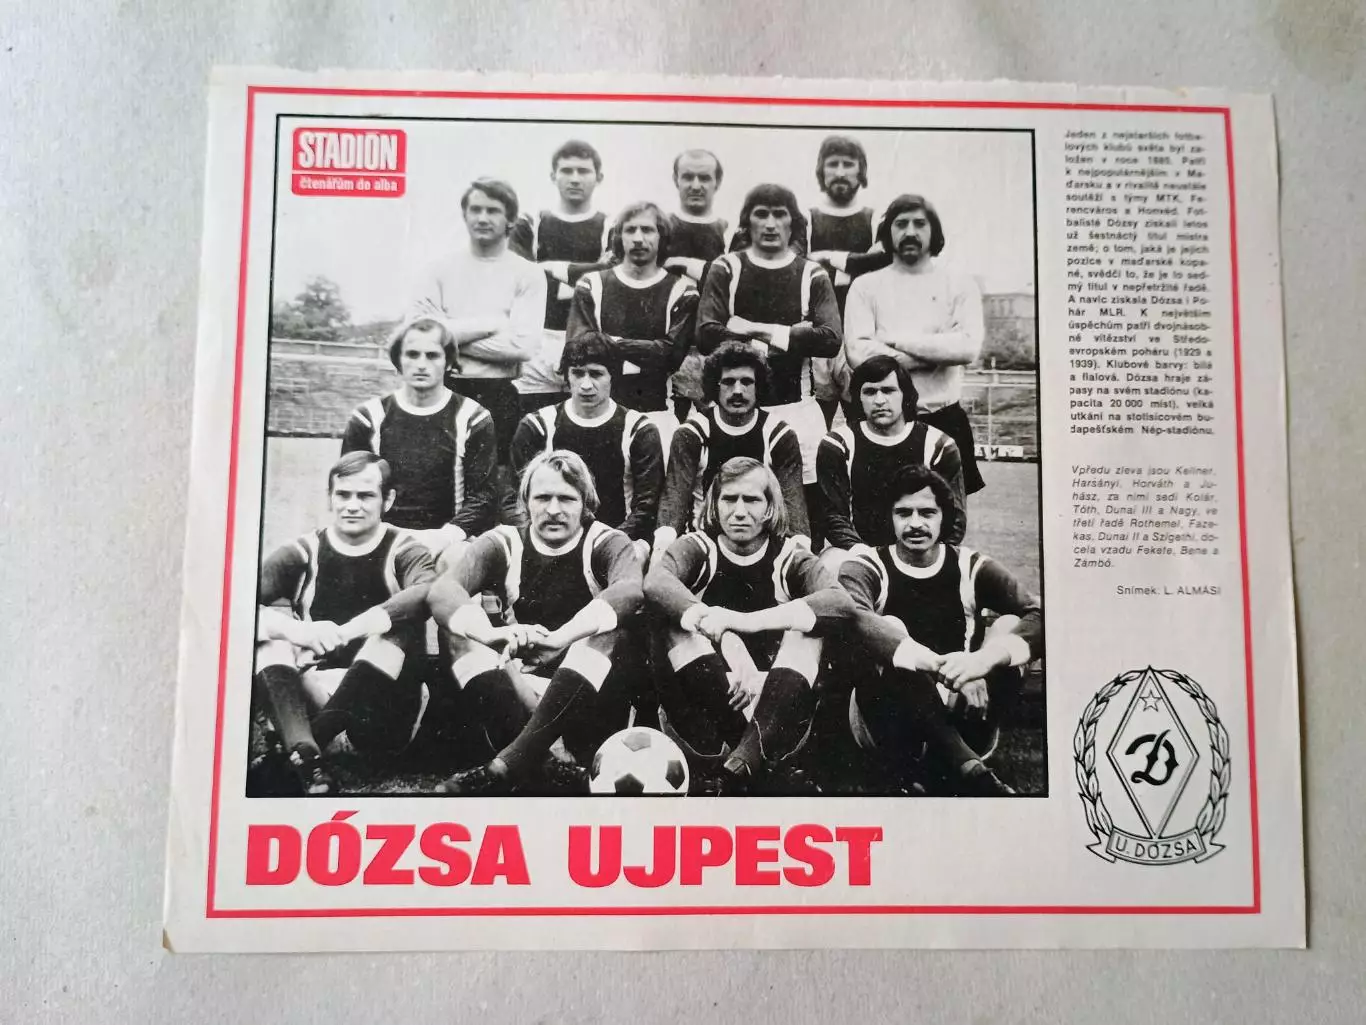 STADIÓN
čtenářům do alba
Jeden z nejstarších fotba-
lových klubů světa byl za-
ložen v roce 1885. Patří
k nejpopulárnějším v Ma-
ďarsku a v rivalitě neustále
soutěží s týmy MTK, Fe-
rencváros a Honvéd. Fot-
balisté Dózsy získali letos
už šestnáctý titul mistra
země; o tom, jaká je jejich
pozice v maďarské kopa-
né, svědčí to, že je to sed-
mý titul v nepřetržité řadě.
A navíc získala Dózsa i Po-
hár MLR. K největším
úspěchům patří dvojnásob-
né vítězství ve Středo-
evropském poháru (1929 a
1939). Klubové barvy: bílá
a fialová. Dózsa hraje zá-
pasy na svém stadiónu (ka-
pacita 20 000 míst), velká
utkání na stotisícovém bu-
dapešťském Nép-stadiónu.
Vpředu zleva jsou Kellner,
Harsányi, Horváth a Ju-
hász, za nimi sedí Kolár,
Tóth, Dunai III a Nagy, ve
třetí řadě Rothemel, Faze-
kas, Dunai II a Szigethi, do-
cela vzadu Fekete, Bene a
Zámbó.
Snímek: L. ALMÁSI
D
U. DÓZSA
DÓZSA UJPEST